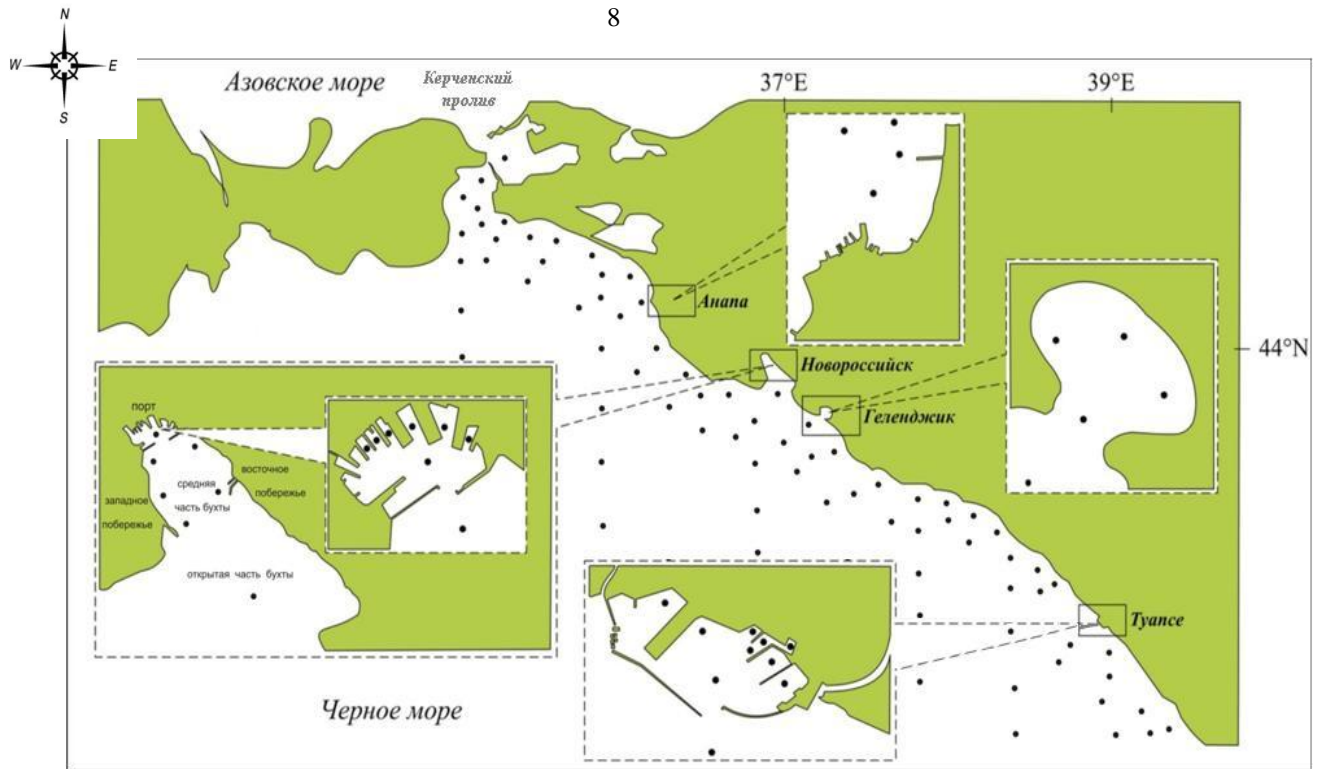 8
N
W E
S
Азовское море
Керченский
пролив
37°E
39°E
Анапа
44°N
Новороссийск
Геленджик
порт
восточное
побережье
средняя
часть бухты
западное
побережье
открытая часть бухты
Туапсе
Черное море